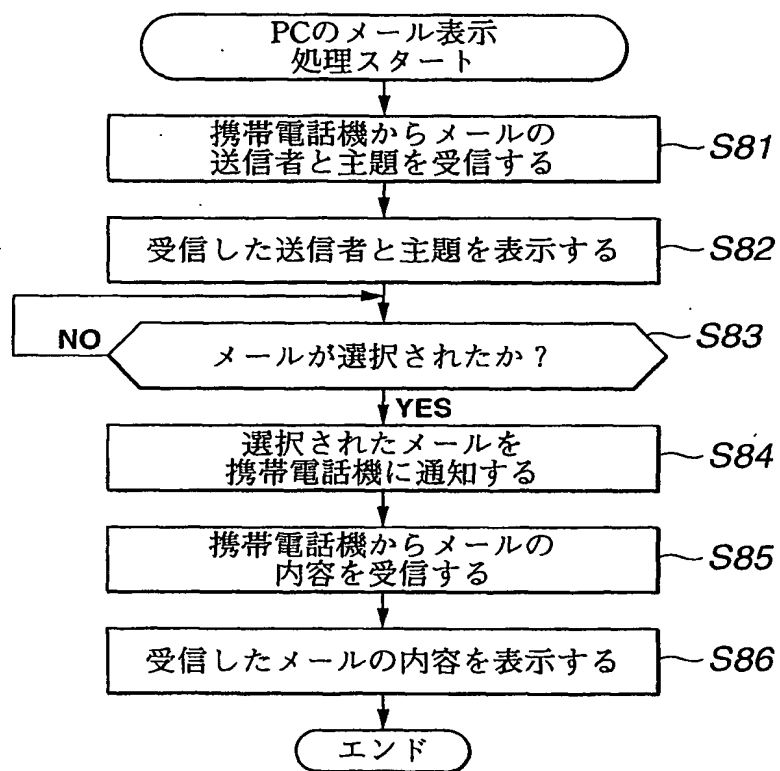 PCのメール表示
処理スタート
携帯電話機からメールの
送信者と主題を受信する
S81
受信した送信者と主題を表示する
S82
メールが選択されたか？
S83
NO
YES
選択されたメールを
携帯電話機に通知する
S84
携帯電話機からメールの
内容を受信する
S85
受信したメールの内容を表示する
S86
エンド